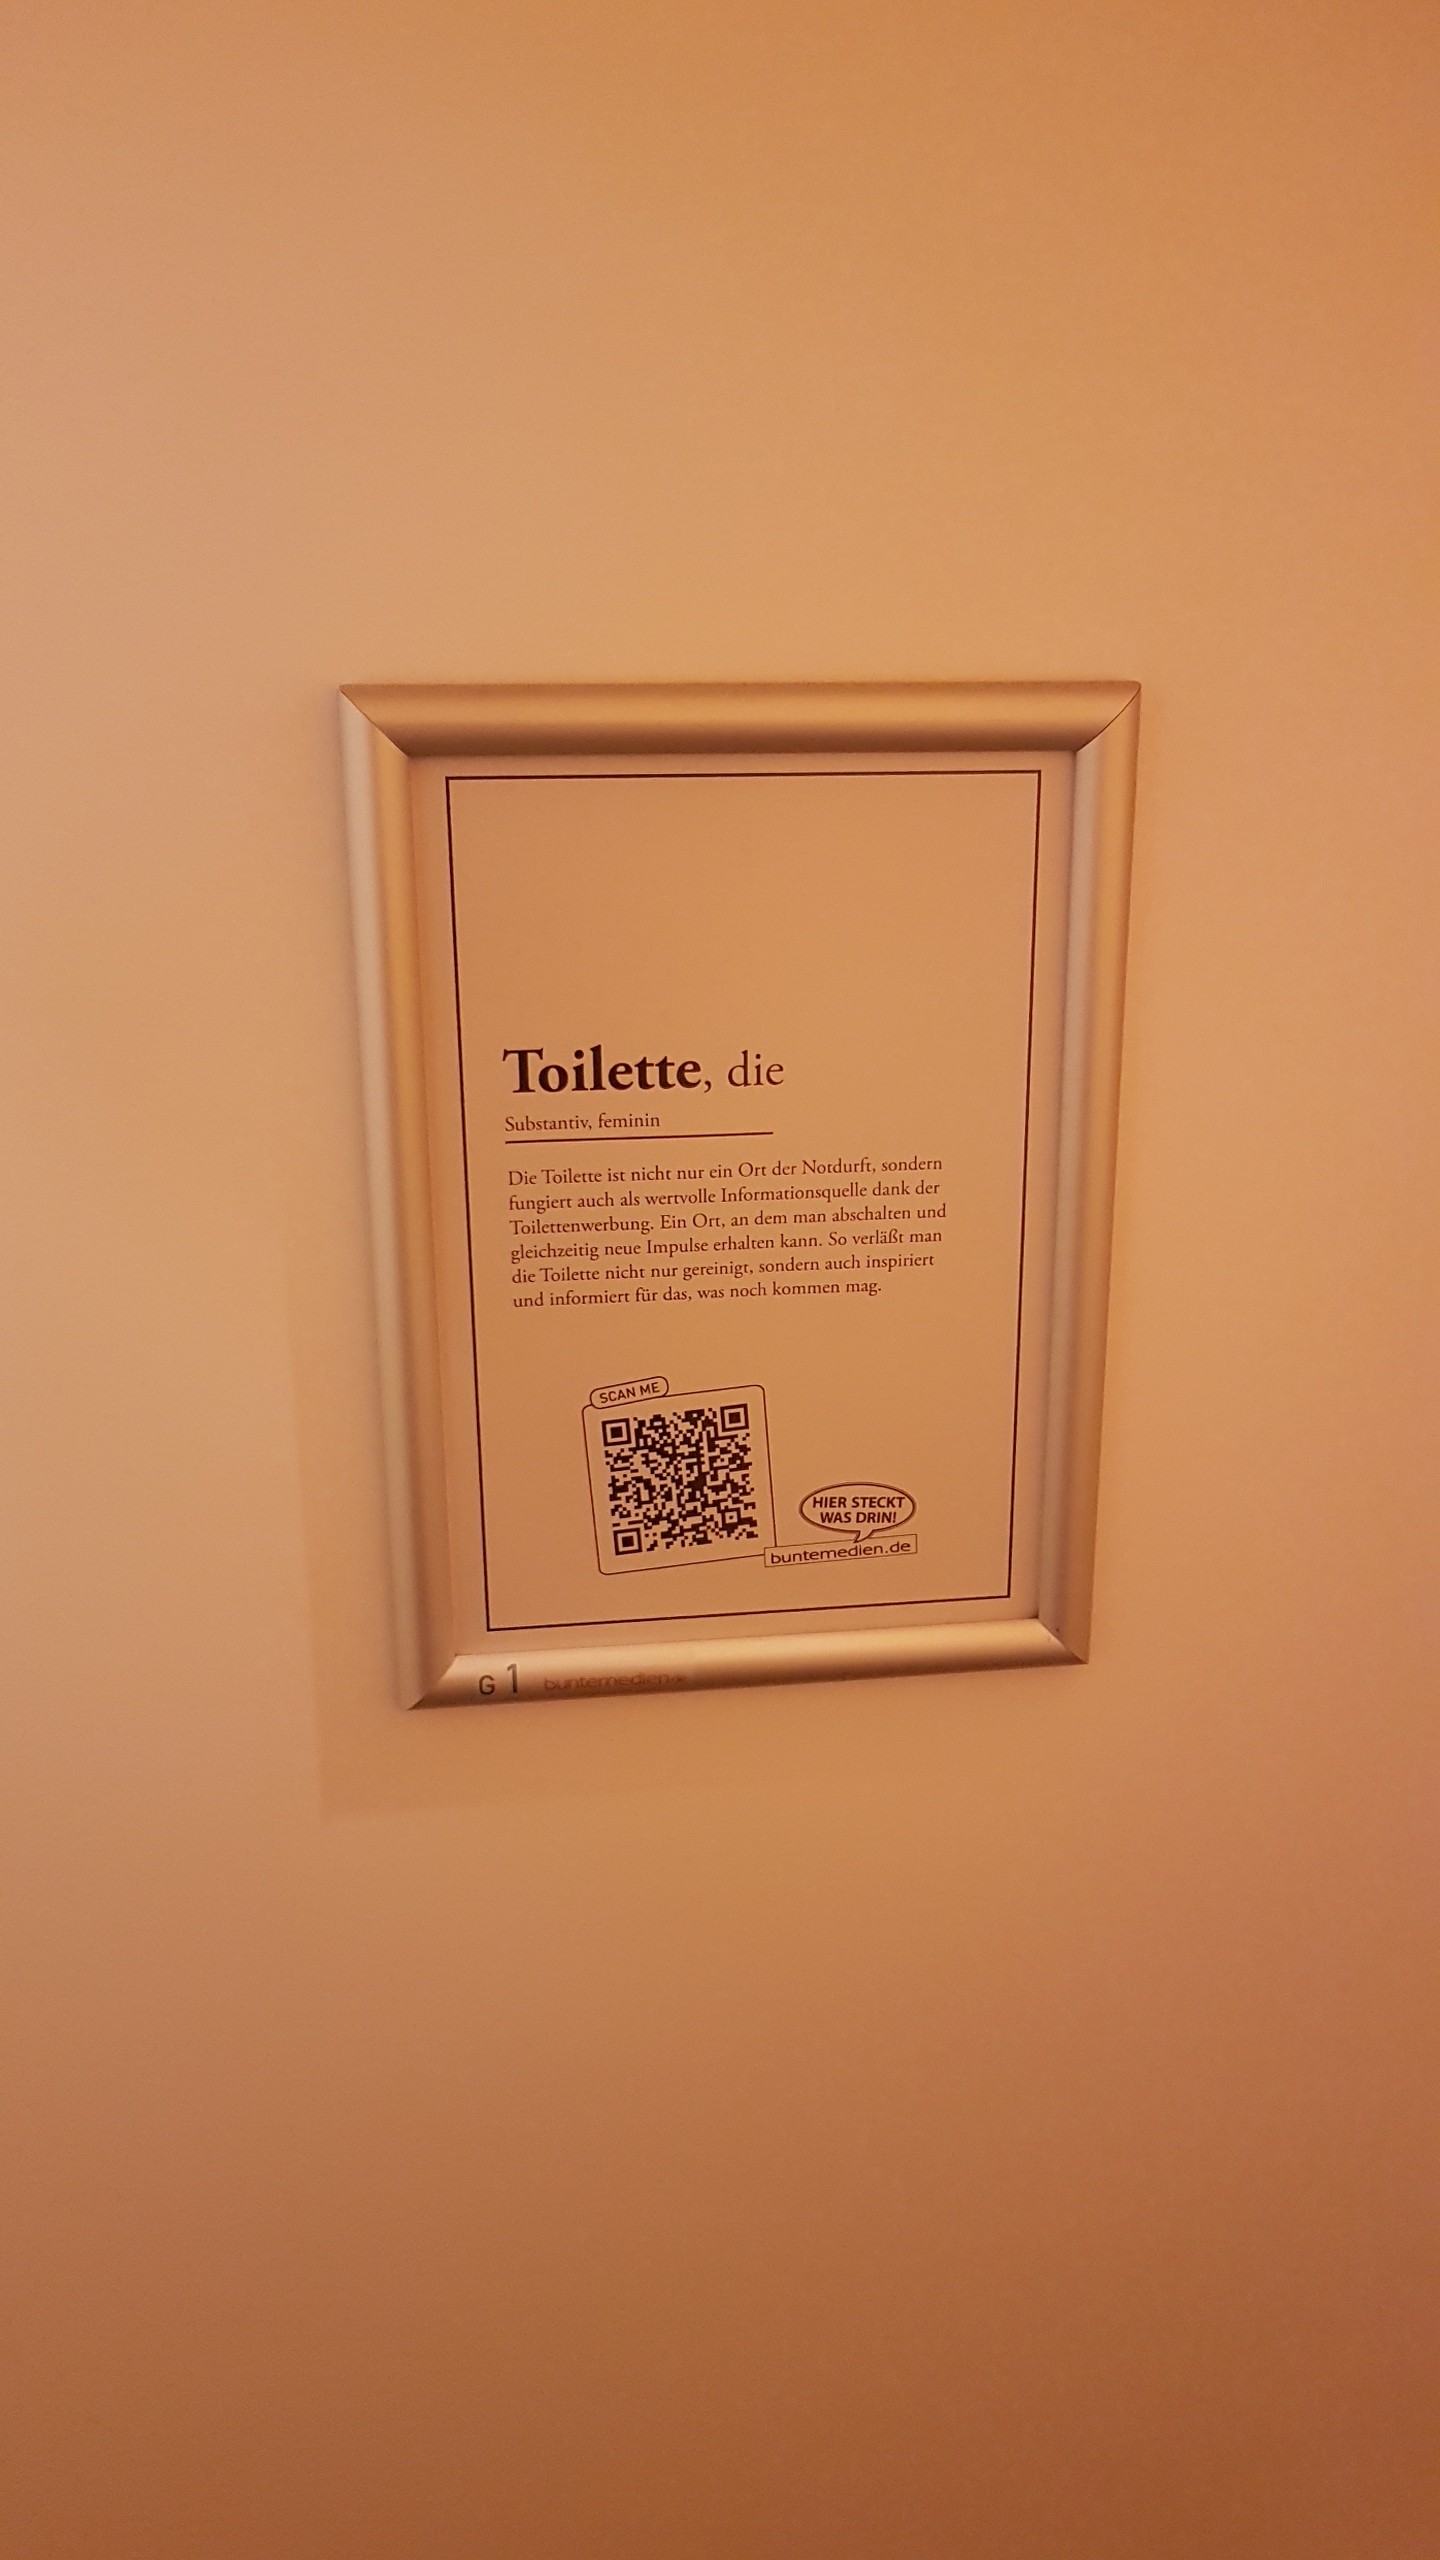 Toilette, die
Substantiv, feminin
Die Toilette ist nicht nur ein Ort der Notdurft, sondern
fungiert auch als wertvolle Informationsquelle dank der
Toilettenwerbung. Ein Ort, an dem man abschalten und
gleichzeitig neue Impulse erhalten kann. So verläßt man
die Toilette nicht nur gereinigt, sondern auch inspiriert
und informiert für das, was noch kommen mag.
SCAN ME
HIER STECKT
WAS DRIN!
buntemedien.de
G 1 buntemedien.de